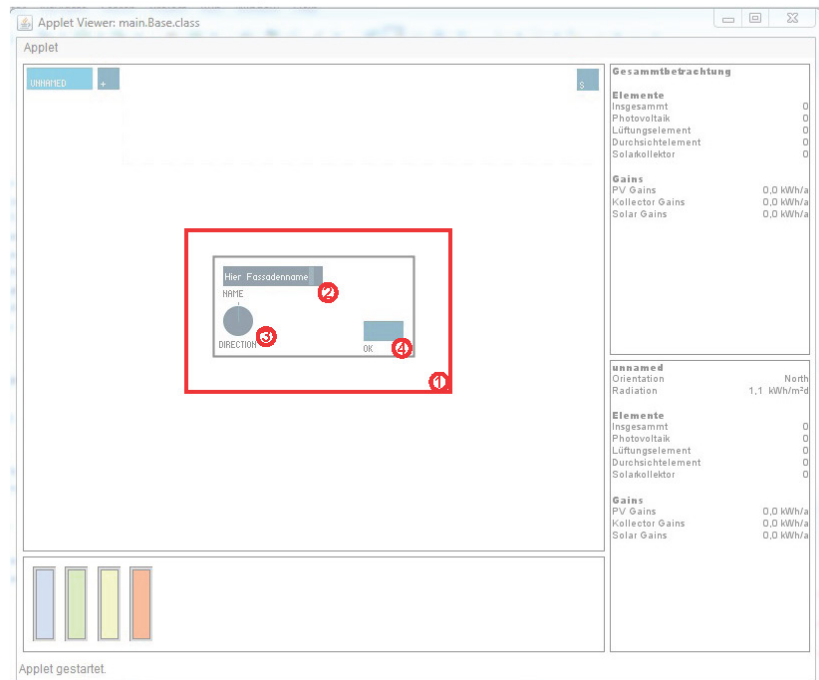 Applet Viewer: main.Base.class
Applet
UNNAMED
+
S
Hier Fassadenname
NAME
2
DIRECTION
3
OK
4
1
Gesammtbetrachtung
Elemente
Insgesammt 0
Photovoltaik 0
Lüftungselement 0
Durchsichtelement 0
Solarkollektor 0
Gains
PV Gains 0,0 kWh/a
Kollector Gains 0,0 kWh/a
Solar Gains 0,0 kWh/a
unnamed
Orientation North
Radiation 1,1 kWh/m²d
Elemente
Insgesammt 0
Photovoltaik 0
Lüftungselement 0
Durchsichtelement 0
Solarkollektor 0
Gains
PV Gains 0,0 kWh/a
Kollector Gains 0,0 kWh/a
Solar Gains 0,0 kWh/a
Applet gestartet.